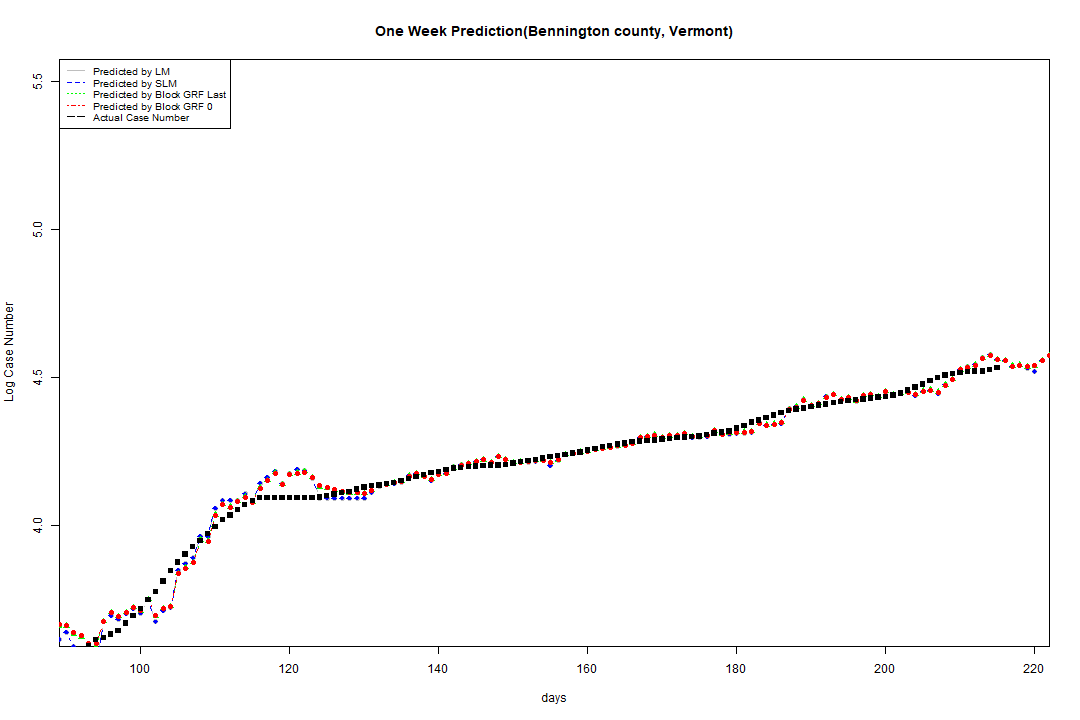 One Week Prediction(Bennington county, Vermont)
Predicted by LM
Predicted by SLM
Predicted by Block GRF Last
Predicted by Block GRF 0
Actual Case Number
5.5
5.0
4.5
4.0
Log Case Number
100 120 140 160 180 200 220
days